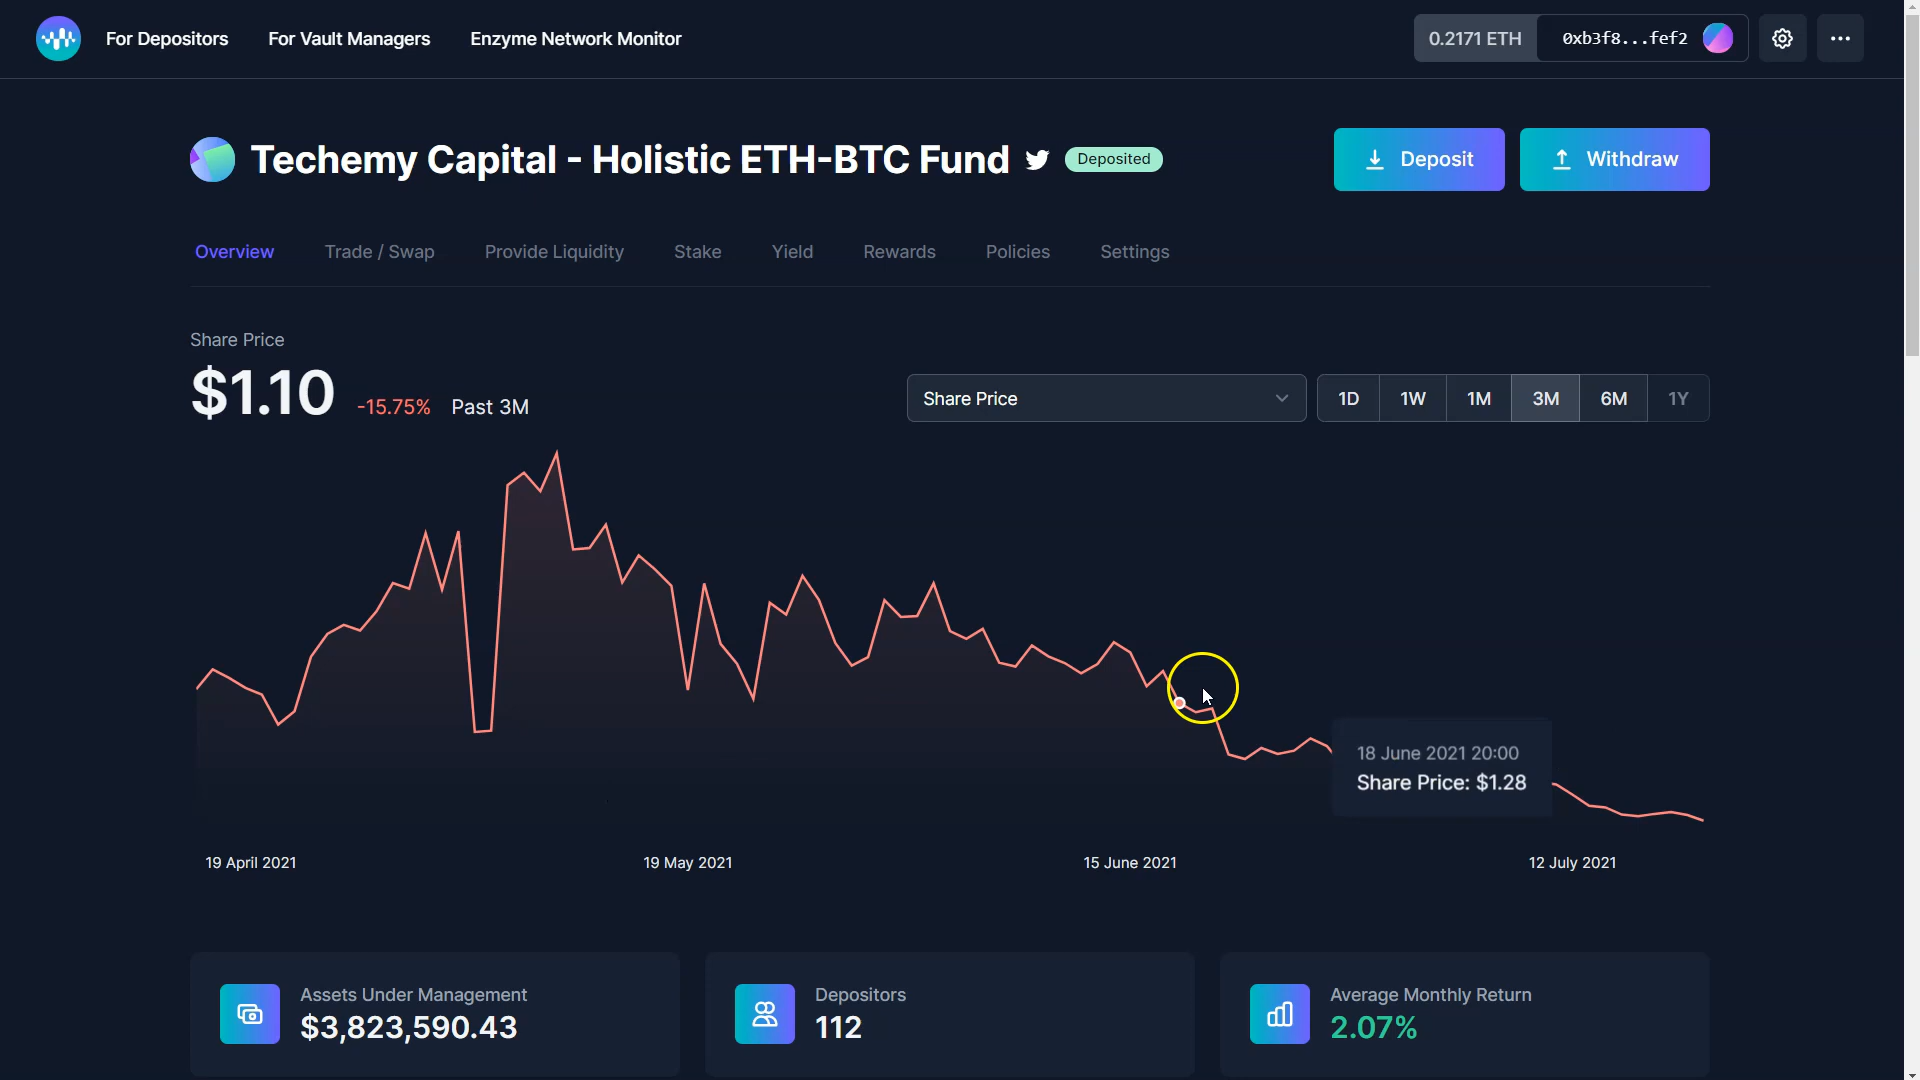 For Depositors
For Vault Managers
Enzyme Network Monitor
0.2171 ETH
0xb3f8...fef2
Techemy Capital - Holistic ETH-BTC Fund
Deposited
Deposit
Withdraw
Overview
Trade / Swap
Provide Liquidity
Stake
Yield
Rewards
Policies
Settings
Share Price
$1.10 -15.75% Past 3M
Share Price
1D 1W 1M 3M 6M 1Y
18 June 2021 20:00
Share Price: $1.28
19 April 2021
19 May 2021
15 June 2021
12 July 2021
Assets Under Management
$3,823,590.43
Depositors
112
Average Monthly Return
2.07%